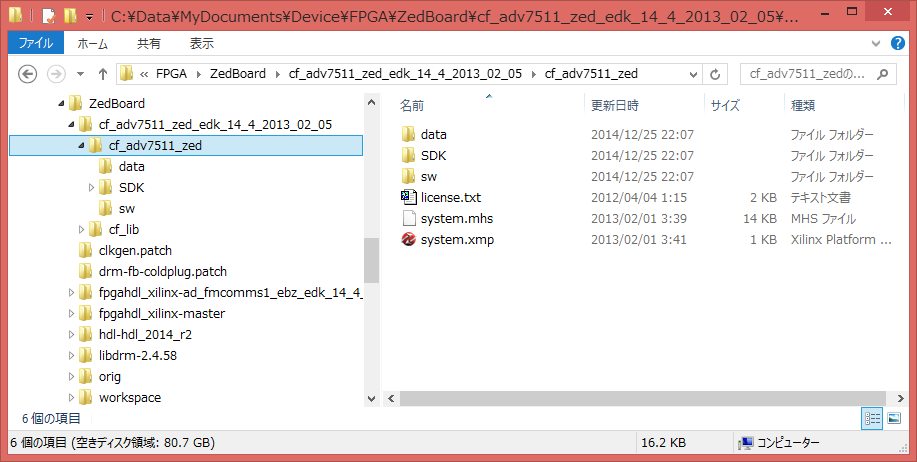 C:¥Data¥MyDocuments¥Device¥FPGA¥ZedBoard¥cf_adv7511_zed_edk_14_4_2013_02_05¥...
ファイル ホーム 共有 表示
« FPGA ZedBoard cf_adv7511_zed_edk_14_4_2013_02_05 cf_adv7511_zed cf_adv7511_zedの...
ZedBoard
cf_adv7511_zed_edk_14_4_2013_02_05
cf_adv7511_zed
data
SDK
sw
cf_lib
clkgen.patch
drm-fb-coldplug.patch
fpgahdl_xilinx-ad_fmcomms1_ebz_edk_14_4_
fpgahdl_xilinx-master
hdl-hdl_2014_r2
libdrm-2.4.58
orig
workspace
名前 更新日時 サイズ 種類
data 2014/12/25 22:07 ファイル フォルダー
SDK 2014/12/25 22:07 ファイル フォルダー
sw 2014/12/25 22:07 ファイル フォルダー
license.txt 2012/04/04 1:15 2 KB テキスト文書
system.mhs 2013/02/01 3:39 14 KB MHS ファイル
system.xmp 2013/02/01 3:41 1 KB Xilinx Platform ...
6 個の項目
6 個の項目 (空きディスク領域: 80.7 GB) 16.2 KB コンピューター